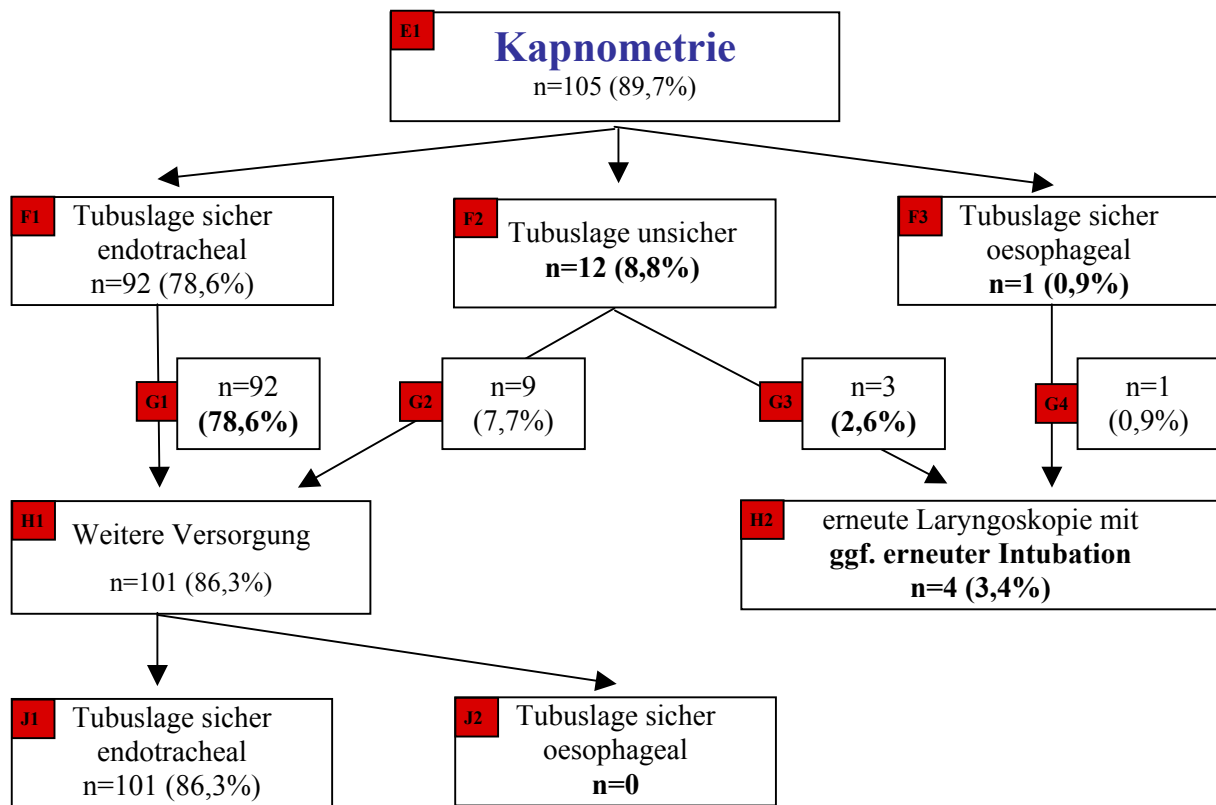 E1
Kapnometrie
n=105 (89,7%)
F1
Tubuslage sicher
endotracheal
n=92 (78,6%)
F2
Tubuslage unsicher
n=12 (8,8%)
F3
Tubuslage sicher
oesophageal
n=1 (0,9%)
G1
n=92
(78,6%)
G2
n=9
(7,7%)
G3
n=3
(2,6%)
G4
n=1
(0,9%)
H1
Weitere Versorgung
n=101 (86,3%)
H2
erneute Laryngoskopie mit
ggf. erneuter Intubation
n=4 (3,4%)
J1
Tubuslage sicher
endotracheal
n=101 (86,3%)
J2
Tubuslage sicher
oesophageal
n=0